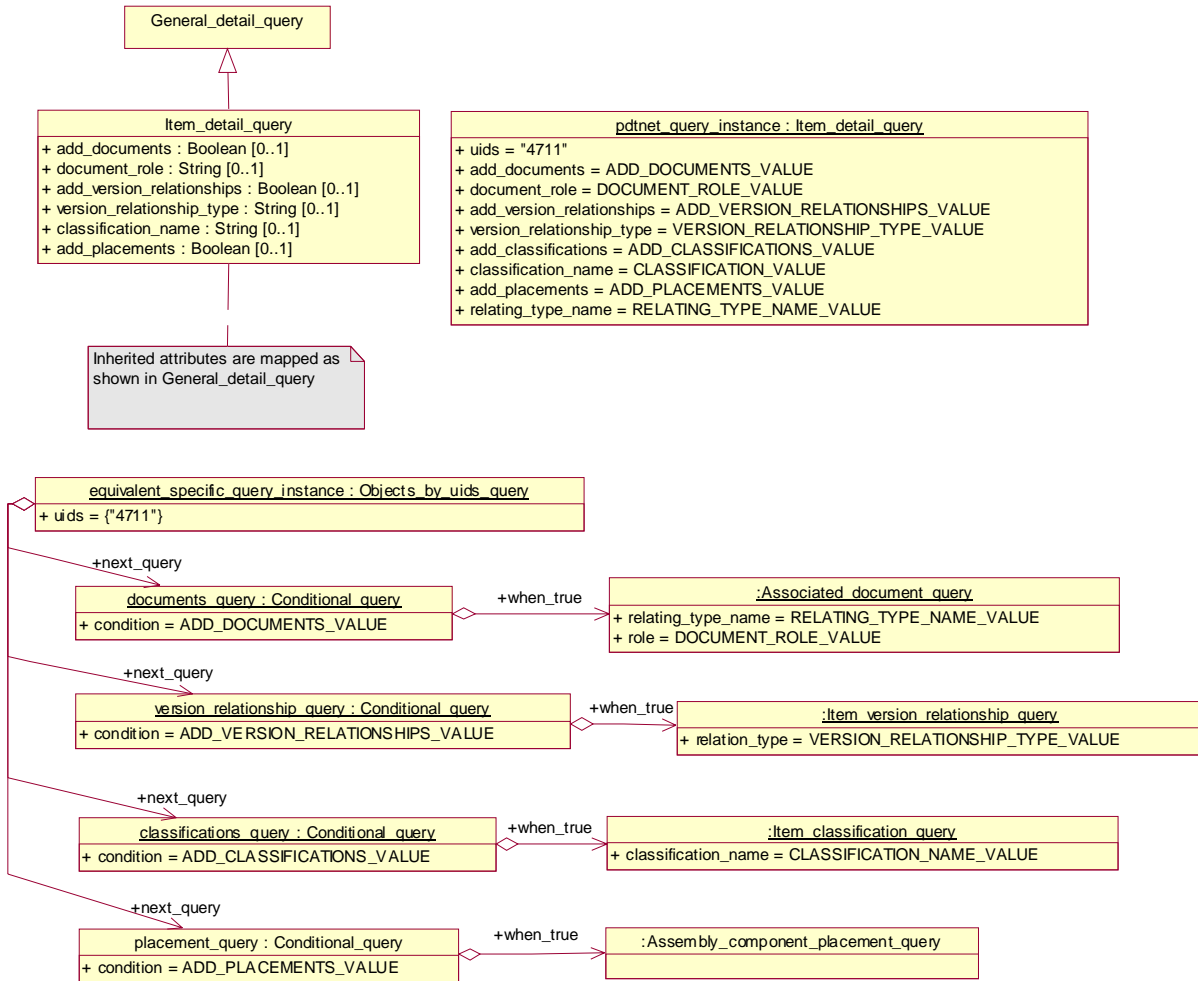 General_detail_query
Item_detail_query
+ add_documents : Boolean [0..1]
+ document_role : String [0..1]
+ add_version_relationships : Boolean [0..1]
+ version_relationship_type : String [0..1]
+ classification_name : String [0..1]
+ add_placements : Boolean [0..1]
pdtnet_query_instance : Item_detail_query
+ uids = "4711"
+ add_documents = ADD_DOCUMENTS_VALUE
+ document_role = DOCUMENT_ROLE_VALUE
+ add_version_relationships = ADD_VERSION_RELATIONSHIPS_VALUE
+ version_relationship_type = VERSION_RELATIONSHIP_TYPE_VALUE
+ add_classifications = ADD_CLASSIFICATIONS_VALUE
+ classification_name = CLASSIFICATION_VALUE
+ add_placements = ADD_PLACEMENTS_VALUE
+ relating_type_name = RELATING_TYPE_NAME_VALUE
Inherited attributes are mapped as
shown in General_detail_query
equivalent_specific_query_instance : Objects_by_uids_query
+ uids = {"4711"}
+next_query
documents_query : Conditional_query
+ condition = ADD_DOCUMENTS_VALUE
+when_true
:Associated_document_query
+ relating_type_name = RELATING_TYPE_NAME_VALUE
+ role = DOCUMENT_ROLE_VALUE
+next_query
version_relationship_query : Conditional_query
+ condition = ADD_VERSION_RELATIONSHIPS_VALUE
+when_true
:Item_version_relationship_query
+ relation_type = VERSION_RELATIONSHIP_TYPE_VALUE
+next_query
classifications_query : Conditional_query
+ condition = ADD_CLASSIFICATIONS_VALUE
+when_true
:Item_classification_query
+ classification_name = CLASSIFICATION_NAME_VALUE
+next_query
placement_query : Conditional_query
+ condition = ADD_PLACEMENTS_VALUE
+when_true
:Assembly_component_placement_query